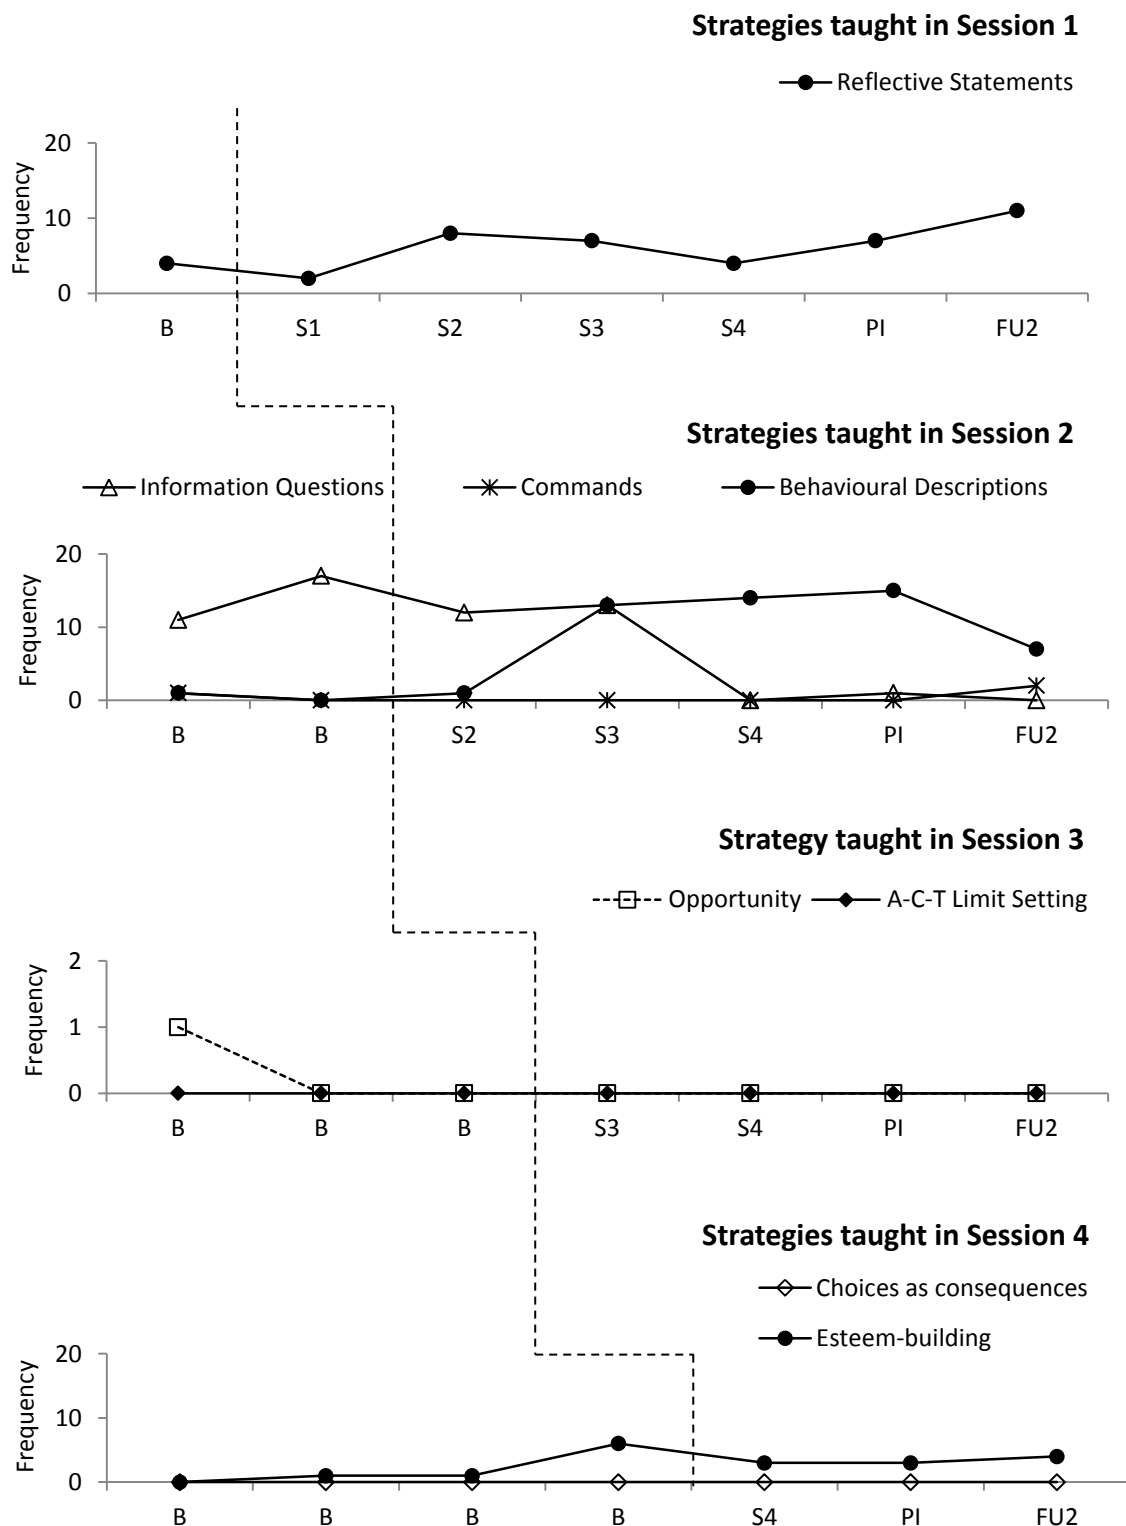 Strategies taught in Session 1
Reflective Statements
20
10
0
Frequency
B S1 S2 S3 S4 PI FU2
Strategies taught in Session 2
Information Questions Commands Behavioural Descriptions
20
10
0
Frequency
B B S2 S3 S4 PI FU2
Strategy taught in Session 3
Opportunity A-C-T Limit Setting
2
1
0
Frequency
B B B S3 S4 PI FU2
Strategies taught in Session 4
Choices as consequences
Esteem-building
20
10
0
Frequency
B B B B S4 PI FU2